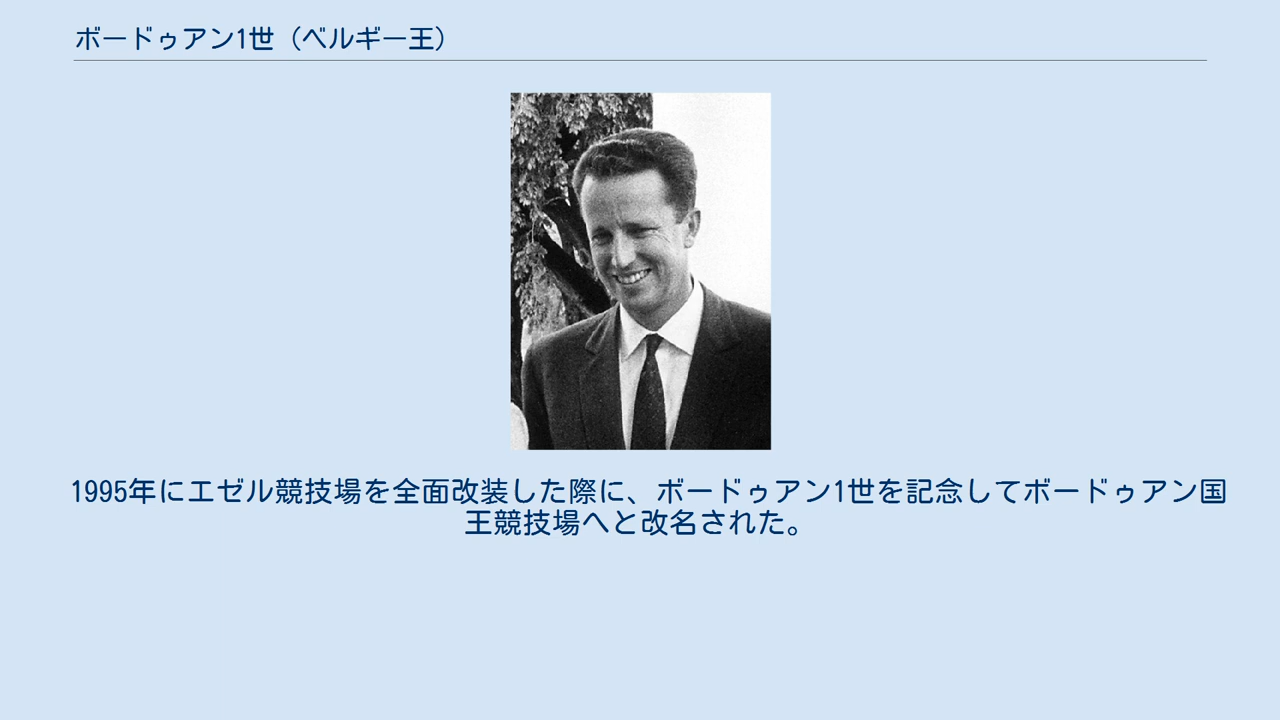 ボードゥアン1世（ベルギー王）
1995年にエゼル競技場を全面改装した際に、ボードゥアン1世を記念してボードゥアン国
王競技場へと改名された。